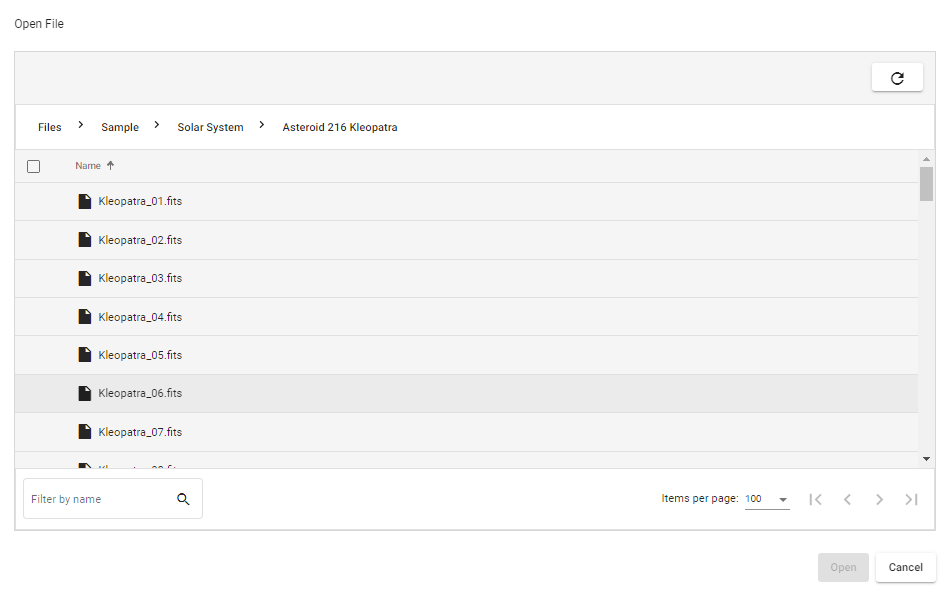 Open File
Files Sample Solar System Asteroid 216 Kleopatra
Name
Kleopatra_01.fits
Kleopatra_02.fits
Kleopatra_03.fits
Kleopatra_04.fits
Kleopatra_05.fits
Kleopatra_06.fits
Kleopatra_07.fits
Filter by name Items per page: 100
Open Cancel